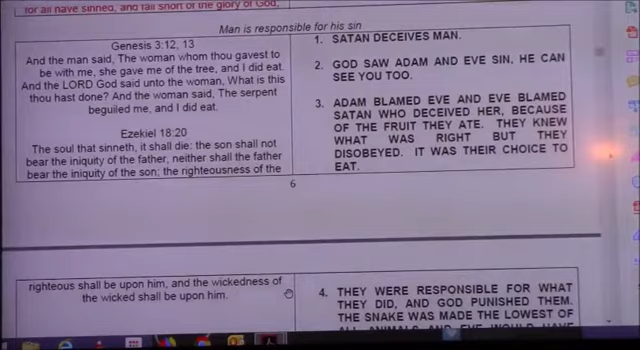 for all have sinned, and fall short of the glory of God;
Man is responsible for his sin
Genesis 3:12, 13
And the man said, The woman whom thou gavest to
be with me, she gave me of the tree, and I did eat.
And the LORD God said unto the woman, What is this
thou hast done? And the woman said, The serpent
beguiled me, and I did eat.
Ezekiel 18:20
The soul that sinneth, it shall die: the son shall not
bear the iniquity of the father, neither shall the father
bear the iniquity of the son: the righteousness of the
1. SATAN DECEIVES MAN.
2. GOD SAW ADAM AND EVE SIN, HE CAN
SEE YOU TOO.
3. ADAM BLAMED EVE AND EVE BLAMED
SATAN WHO DECEIVED HER, BECAUSE
OF THE FRUIT THEY ATE. THEY KNEW
WHAT WAS RIGHT BUT THEY
DISOBEYED. IT WAS THEIR CHOICE TO
EAT.
6
righteous shall be upon him, and the wickedness of
the wicked shall be upon him.
4. THEY WERE RESPONSIBLE FOR WHAT
THEY DID, AND GOD PUNISHED THEM.
THE SNAKE WAS MADE THE LOWEST OF
ALL ANIMALS AND EVE WOULD HAVE